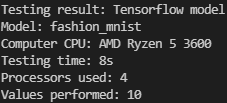 Testing result: Tensorflow model
Model: fashion_mnist
Computer CPU: AMD Ryzen 5 3600
Testing time: 8s
Processors used: 4
Values performed: 10